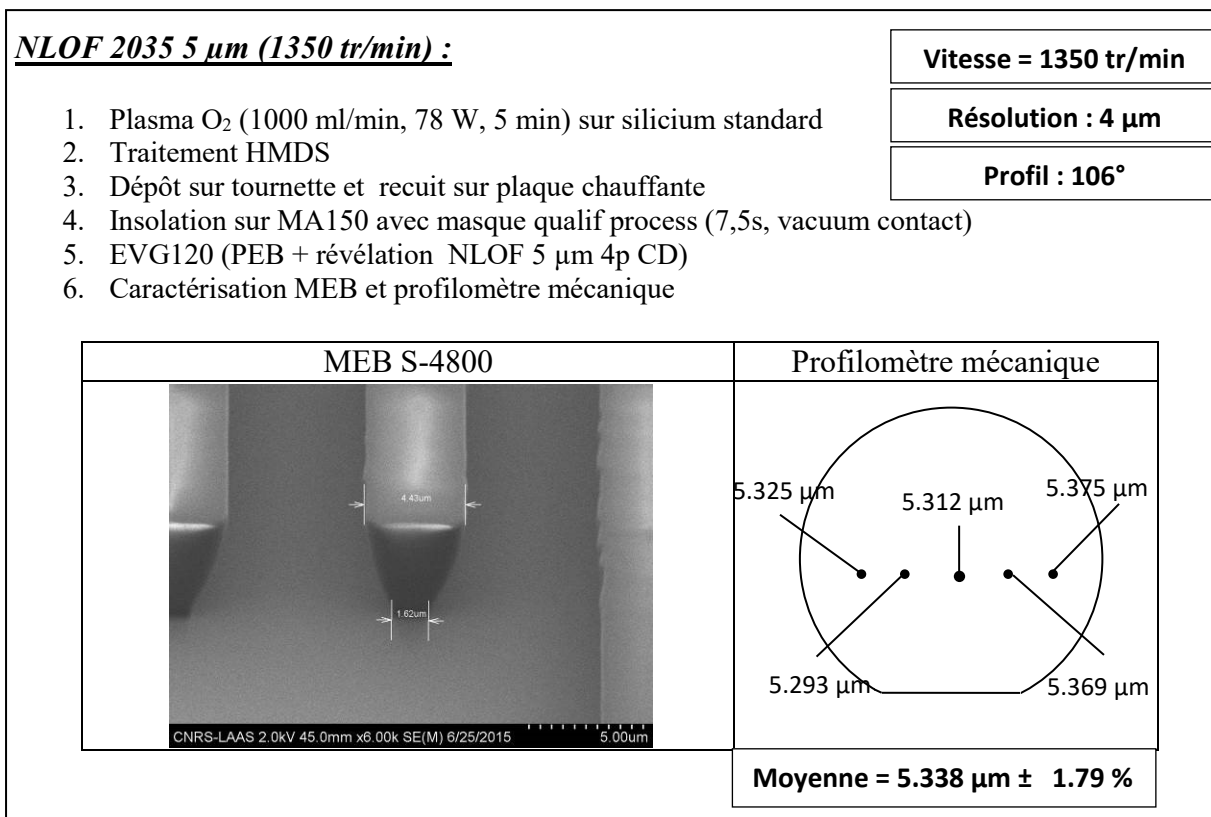 NLOF 2035 5 µm (1350 tr/min) :
Vitesse = 1350 tr/min
Résolution : 4 µm
Profil : 106°
1. Plasma O₂ (1000 ml/min, 78 W, 5 min) sur silicium standard
2. Traitement HMDS
3. Dépôt sur tournette et recuit sur plaque chauffante
4. Insolation sur MA150 avec masque qualif process (7,5s, vacuum contact)
5. EVG120 (PEB + révélation NLOF 5 µm 4p CD)
6. Caractérisation MEB et profilomètre mécanique
MEB S-4800
Profilomètre mécanique
4.43um
1.62um
CNRS-LAAS 2.0kV 45.0mm x6.00k SE(M) 6/25/2015 5.00um
5.325 µm
5.312 µm
5.375 µm
5.293 µm
5.369 µm
Moyenne = 5.338 µm ± 1.79 %